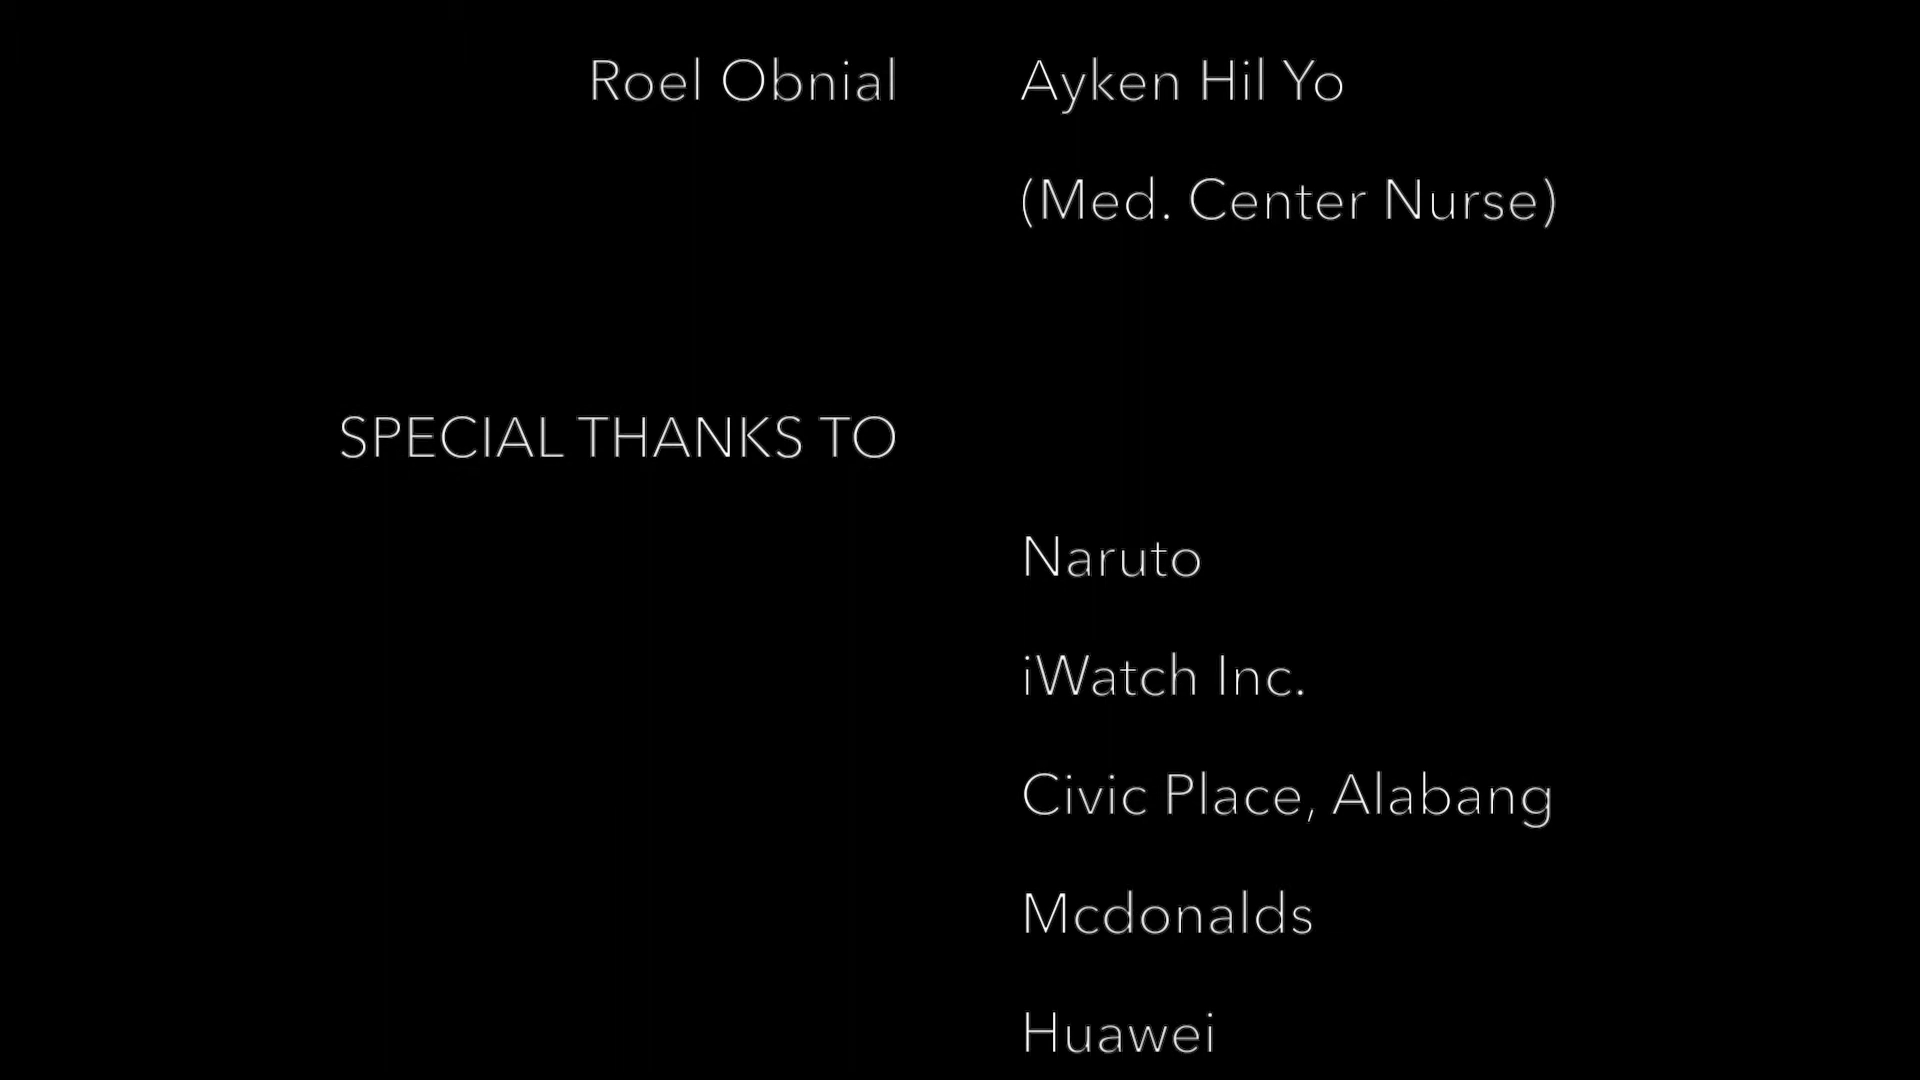 Roel Obnial Ayken Hil Yo
(Med. Center Nurse)
SPECIAL THANKS TO
Naruto
iWatch Inc.
Civic Place, Alabang
Mcdonalds
Huawei